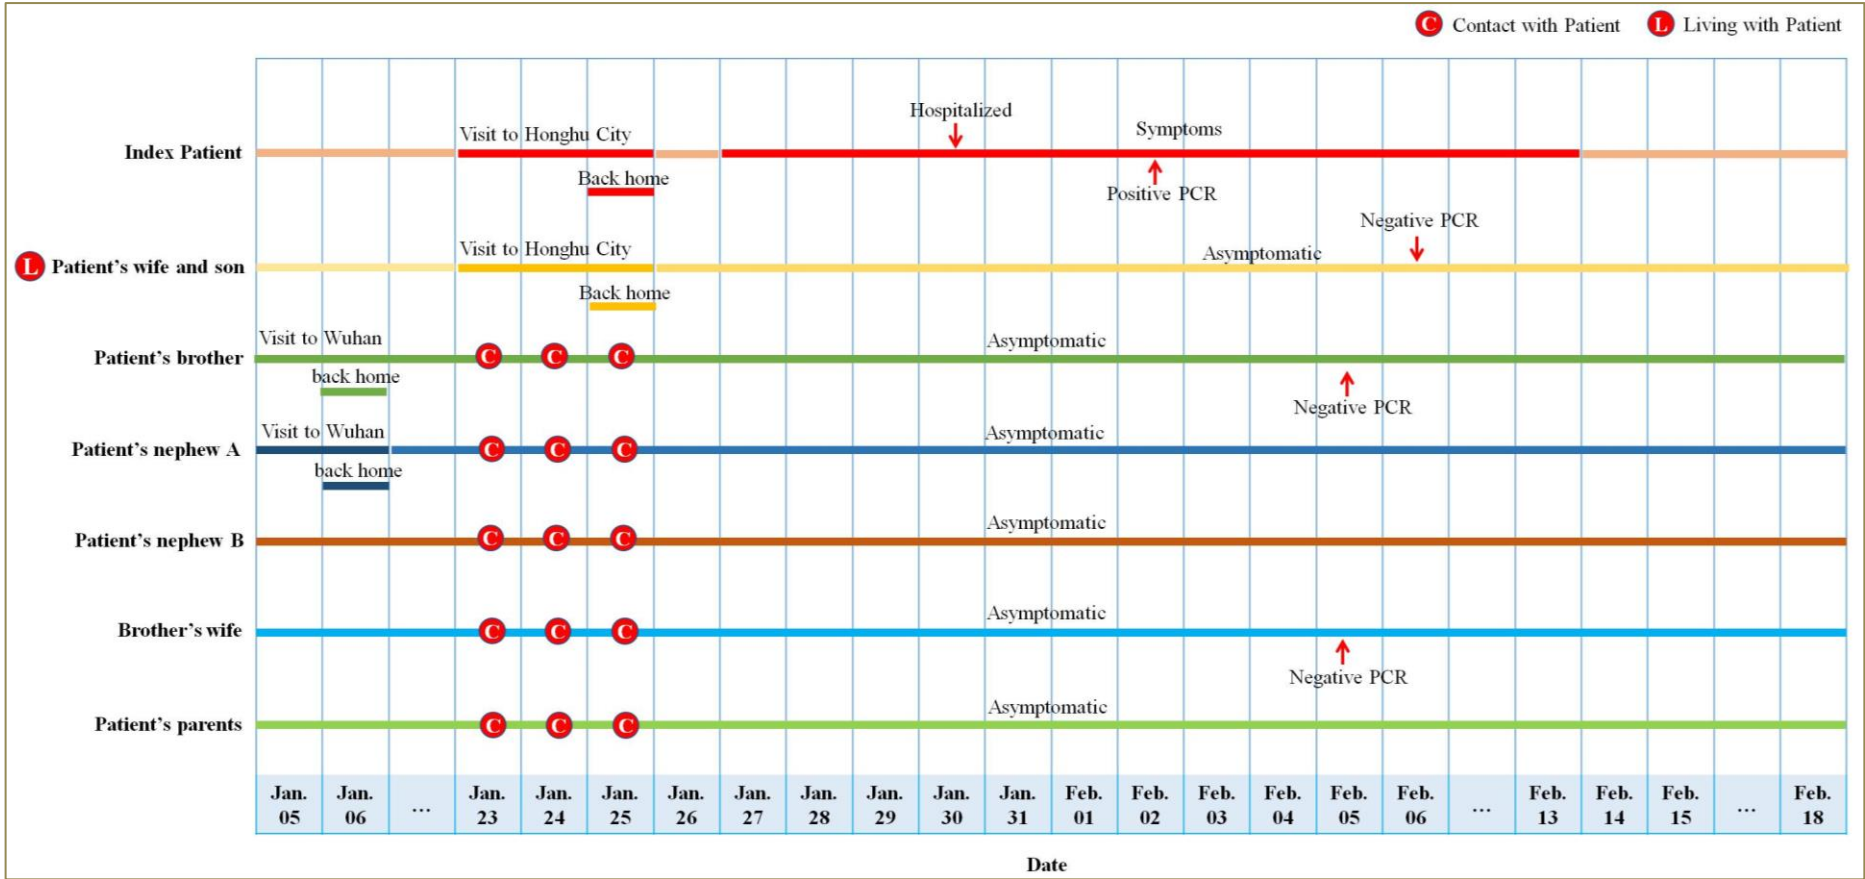 C Contact with Patient L Living with Patient
Hospitalized
Symptoms
Visit to Honghu City
Index Patient
Back home
Positive PCR
Negative PCR
Visit to Honghu City
Asymptomatic
L Patient's wife and son
Back home
Visit to Wuhan
Asymptomatic
Patient's brother C C C
back home
Negative PCR
Visit to Wuhan
Asymptomatic
Patient's nephew A C C C
back home
Asymptomatic
Patient's nephew B C C C
Asymptomatic
Brother's wife C C C
Negative PCR
Asymptomatic
Patient's parents C C C
Jan. Jan. Jan. Jan. Jan. Jan. Jan. Jan. Jan. Jan. Jan. Feb. Feb. Feb. Feb. Feb. Feb. Feb. Feb. Feb. Feb.
05 06 ... 23 24 25 26 27 28 29 30 31 01 02 03 04 05 06 ... 13 14 15 ... 18
Date